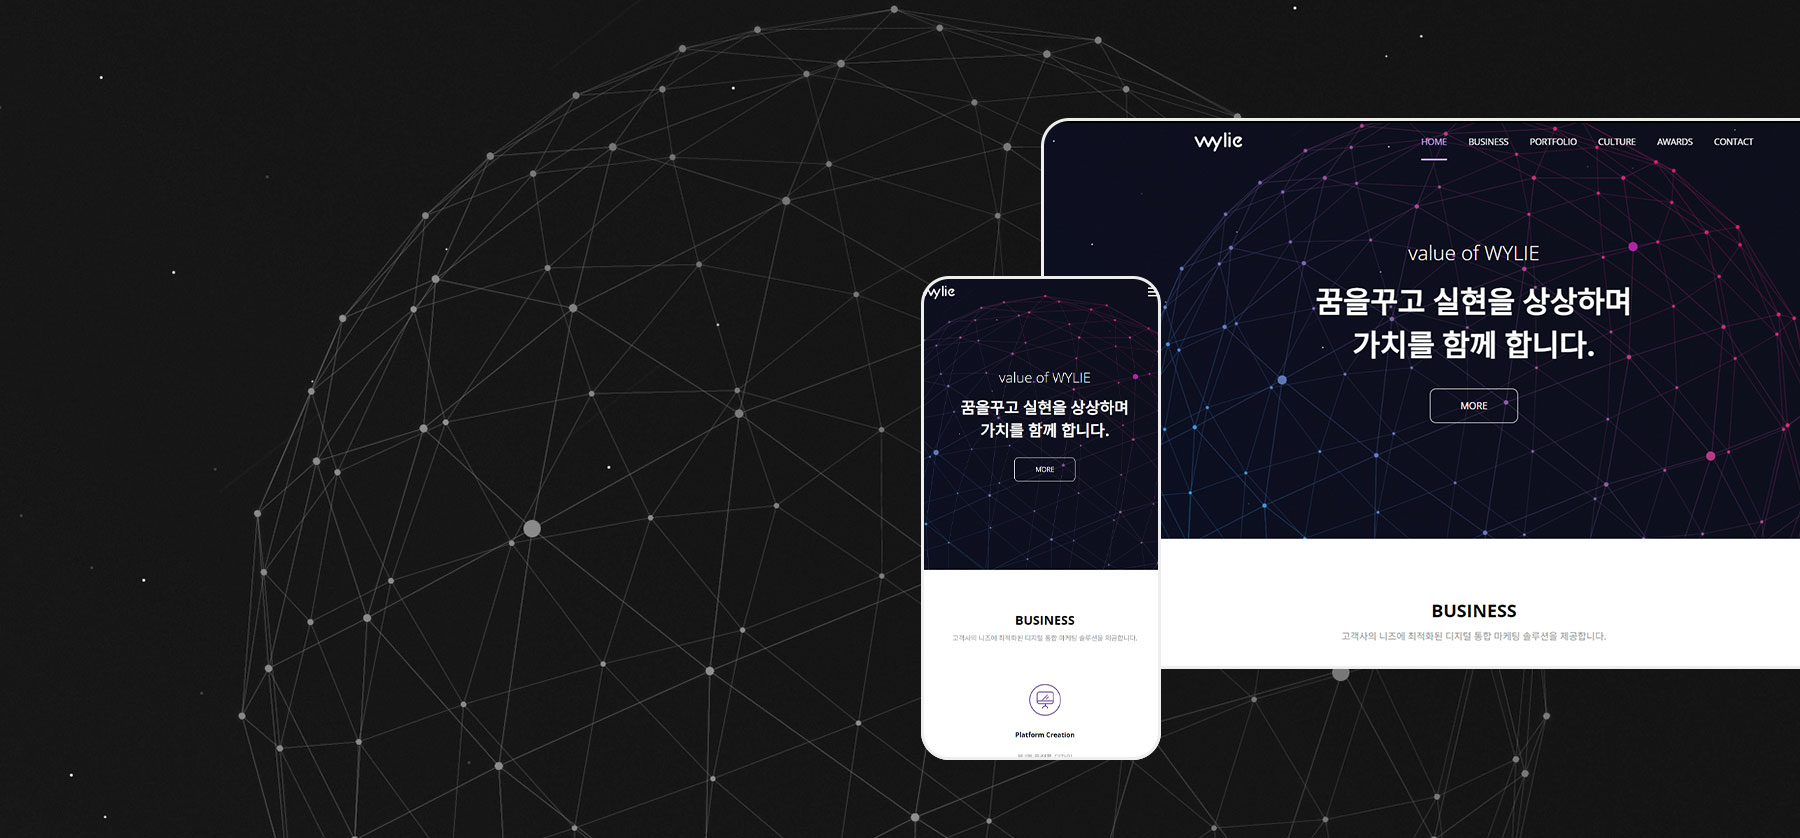 wylie
HOME BUSINESS PORTFOLIO CULTURE AWARDS CONTACT
value of WYLIE
꿈을꾸고 실현을 상상하며
가치를 함께 합니다.
MORE
BUSINESS
고객사의 니즈에 최적화된 디지털 통합 마케팅 솔루션을 제공합니다.
wylie
value of WYLIE
꿈을꾸고 실현을 상상하며
가치를 함께 합니다.
MORE
BUSINESS
고객사의 니즈에 최적화된 디지털 통합 마케팅 솔루션을 제공합니다.
Platform Creation